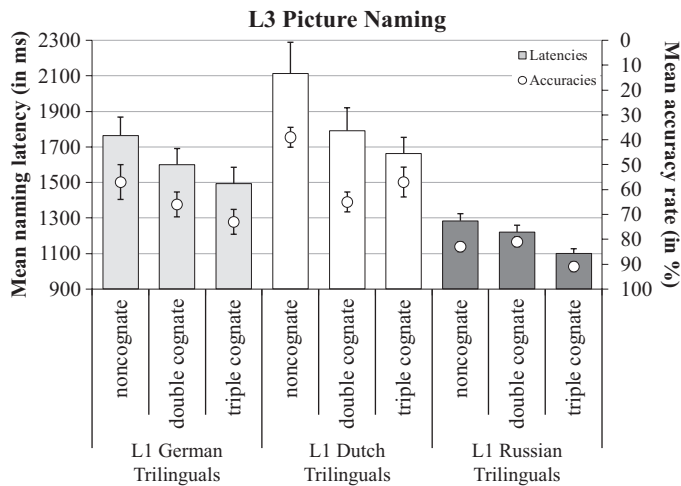 L3 Picture Naming
Mean naming latency (in ms)
2300
2100
1900
1700
1500
1300
1100
900
Latencies
Accuracies
0
10
20
30
40
50
60
70
80
90
100
Mean accuracy rate (in %)
noncognate
double cognate
triple cognate
noncognate
double cognate
triple cognate
noncognate
double cognate
triple cognate
L1 German
Trilinguals
L1 Dutch
Trilinguals
L1 Russian
Trilinguals